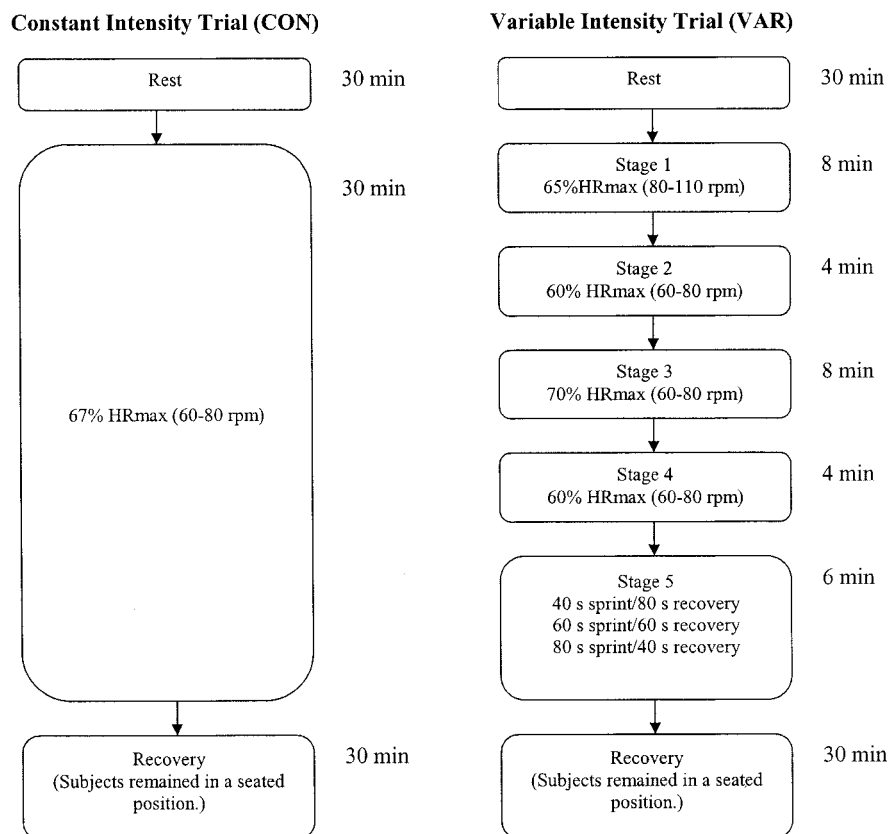 Constant Intensity Trial (CON)
Rest
30 min
30 min
67% HRmax (60-80 rpm)
Recovery
(Subjects remained in a seated
position.)
30 min
Variable Intensity Trial (VAR)
Rest
30 min
Stage 1
65%HRmax (80-110 rpm)
8 min
Stage 2
60% HRmax (60-80 rpm)
4 min
Stage 3
70% HRmax (60-80 rpm)
8 min
Stage 4
60% HRmax (60-80 rpm)
4 min
Stage 5
40 s sprint/80 s recovery
60 s sprint/60 s recovery
80 s sprint/40 s recovery
6 min
Recovery
(Subjects remained in a seated
position.)
30 min